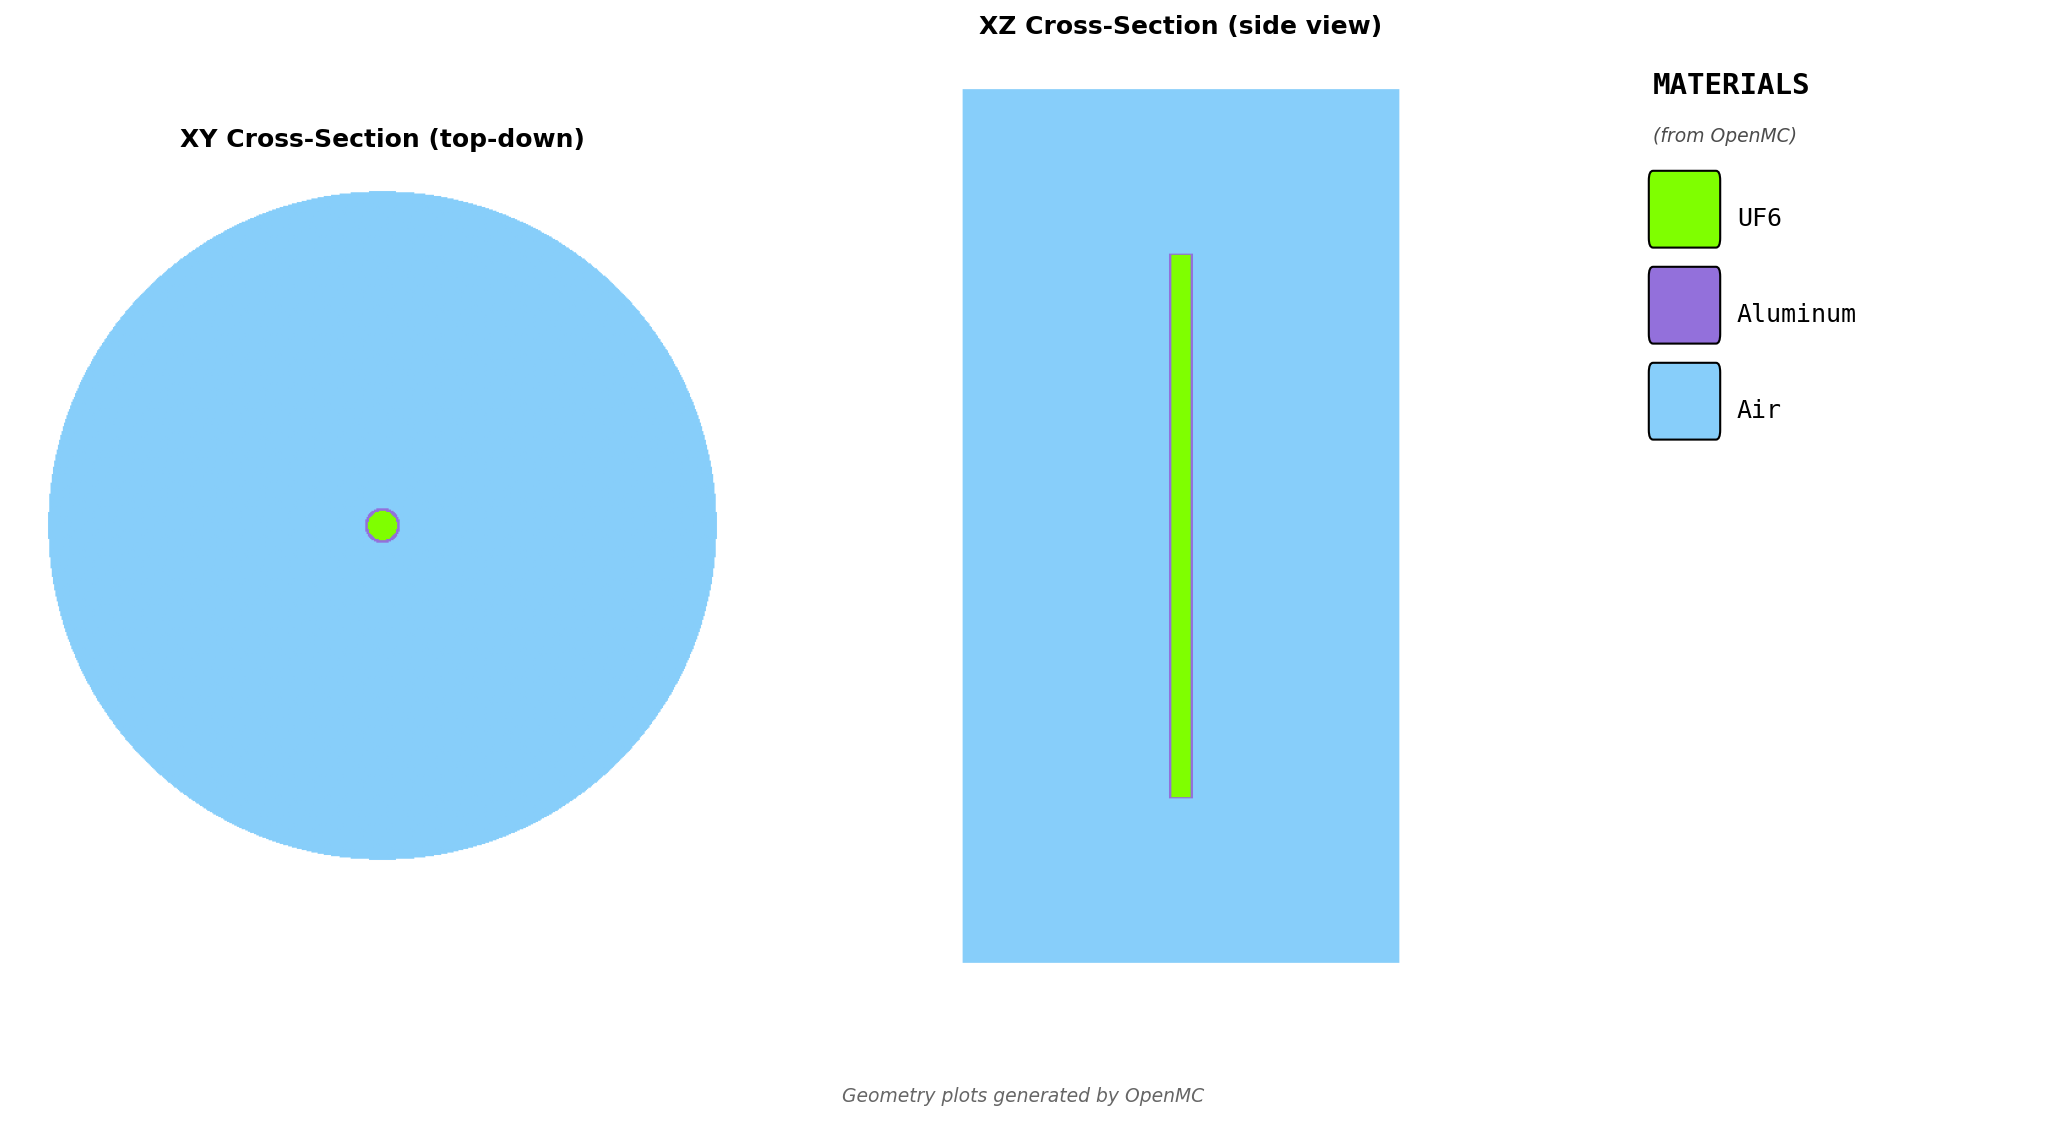 XZ Cross-Section (side view)
XY Cross-Section (top-down)
MATERIALS
(from OpenMC)
UF6
Aluminum
Air
Geometry plots generated by OpenMC